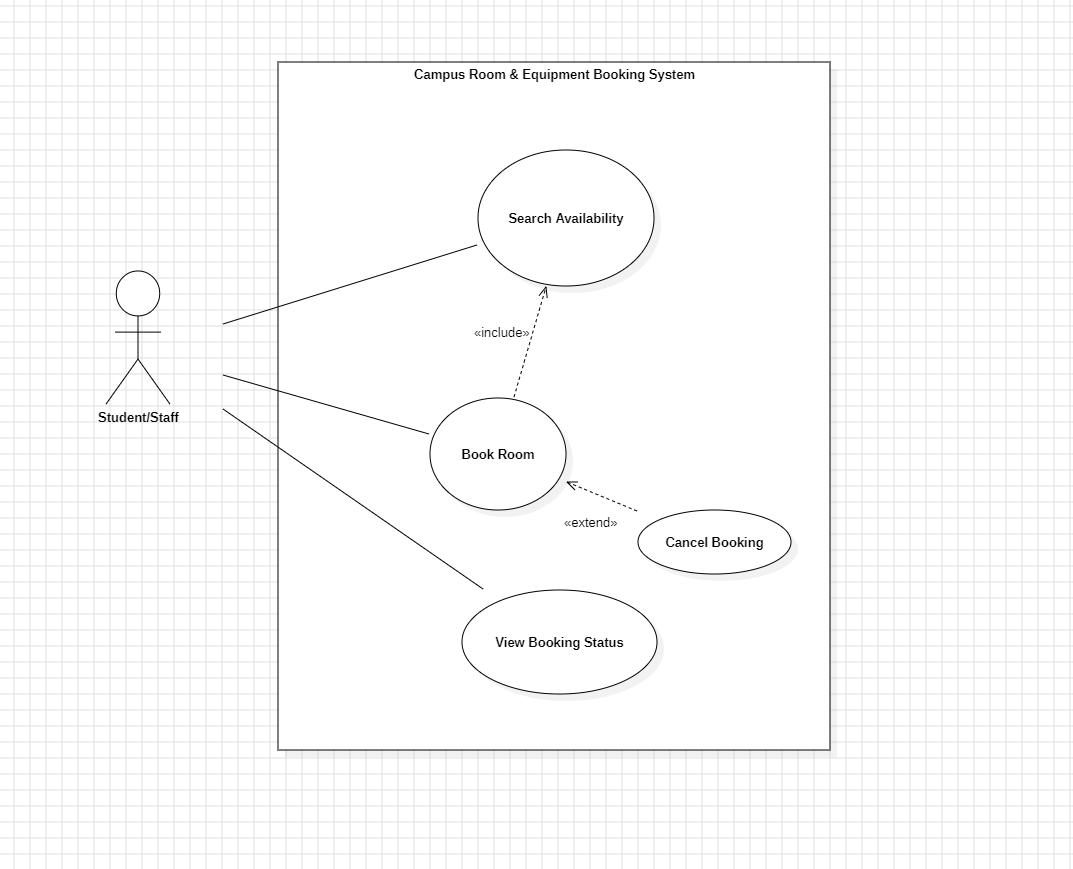 Campus Room & Equipment Booking System
Search Availability
«include»
Student/Staff
Book Room
«extend»
Cancel Booking
View Booking Status